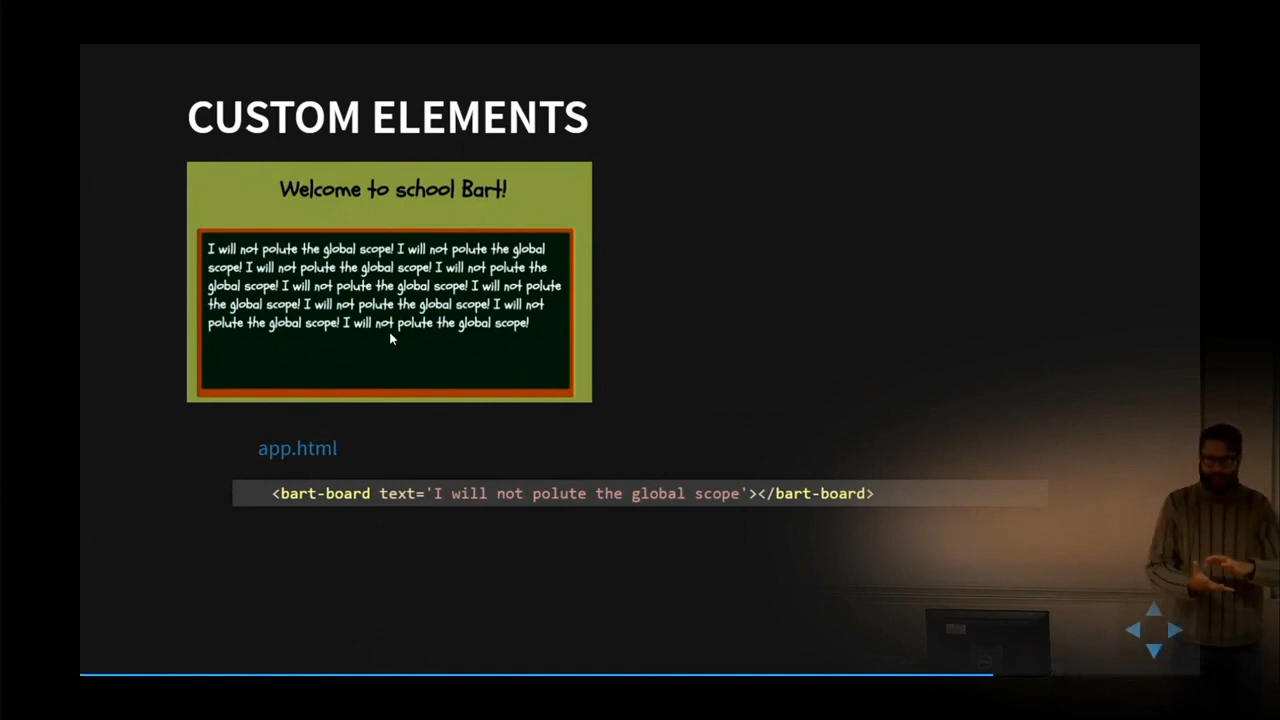 CUSTOM ELEMENTS
Welcome to school Bart!
I will not polute the global scope! I will not polute the global
scope! I will not polute the global scope! I will not polute the
global scope! I will not polute the global scope! I will not polute
the global scope! I will not polute the global scope! I will not
polute the global scope! I will not polute the global scope!
app.html
<bart-board text='I will not polute the global scope'></bart-board>